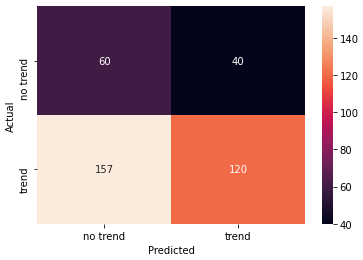 60
40
157
120
no trend
trend
Actual
no trend
trend
Predicted
140
120
100
80
60
40